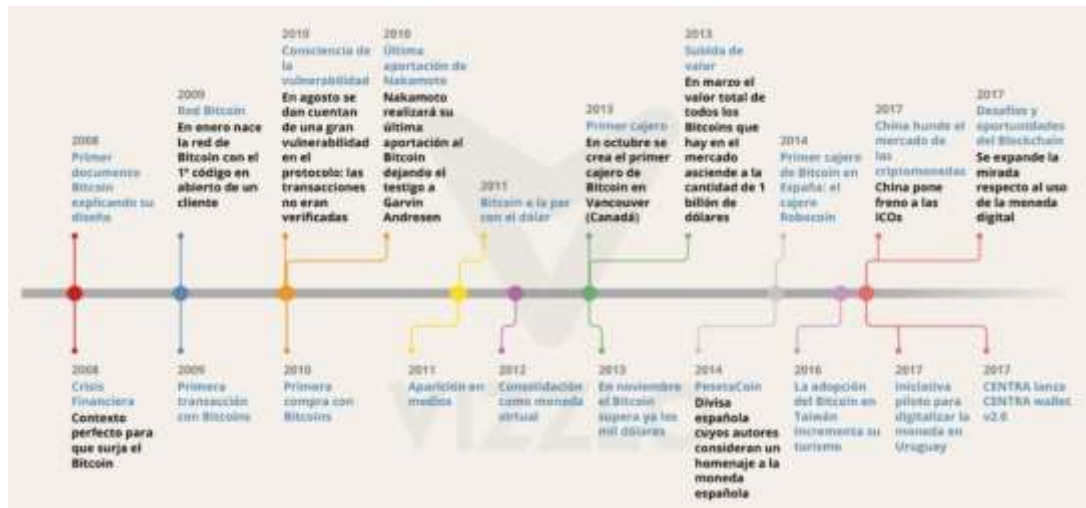 2008
Primer
documento
Bitcoin
explicando su
diseño
2009
Red Bitcoin
En enero nace
la red de
Bitcoin con el
1º código en
abierto de un
cliente
2010
Consciencia de
la
vulnerabilidad
En agosto se
dan cuentan
de una gran
vulnerabilidad
en el
protocolo: las
transacciones
no eran
verificadas
2010
Última
aportación de
Nakamoto
Nakamoto
realizará su
última
aportación al
Bitcoin
dejando el
testigo a
Garvin
Andresen
2011
Bitcoin a la par
con el dólar
2013
Primer cajero
En octubre se
crea el primer
cajero de
Bitcoin en
Vancouver
(Canadá)
2013
Subida de
valor
En marzo el
valor total de
todos los
Bitcoins que
hay en el
mercado
asciende a la
cantidad de 1
billón de
dólares
2014
Primer cajero
de Bitcoin en
España: el
cajero
Robocoin
2017
China hunde el
mercado de
las
criptomonedas
China pone
freno a las
ICOs
2017
Desafíos y
oportunidades
del Blockchain
Se expande la
mirada
respecto al uso
de la moneda
digital
2008
Crisis
Financiera
Contexto
perfecto para
que surja el
Bitcoin
2009
Primera
transacción
con Bitcoins
2010
Primera
compra con
Bitcoins
2011
Aparición en
medios
2012
Consolidación
como moneda
virtual
2013
En noviembre
el Bitcoin
supera ya los
mil dólares
2014
PesetaCoin
Divisa
española
cuyos autores
consideran un
homenaje a la
moneda
española
2016
La adopción
del Bitcoin en
Taiwán
incrementa su
turismo
2017
Iniciativa
piloto para
digitalizar la
moneda en
Uruguay
2017
CENTRA lanza
CENTRA wallet